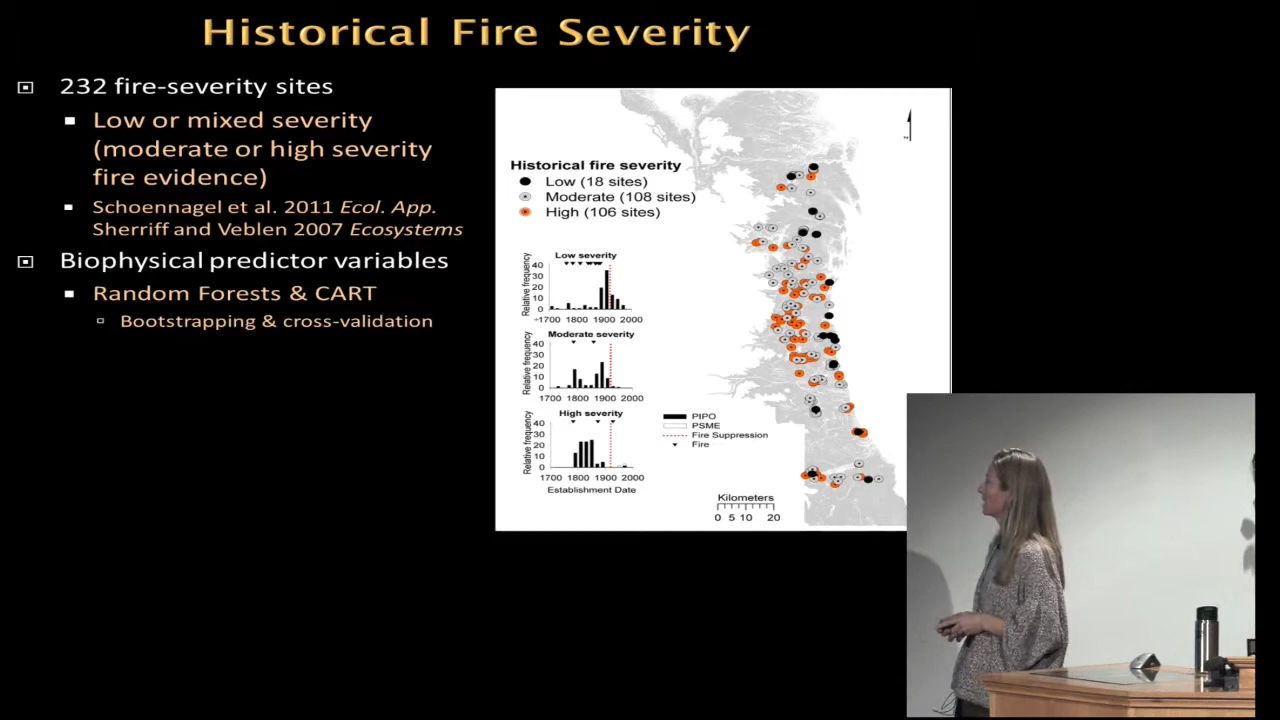 Historical Fire Severity
232 fire-severity sites
Low or mixed severity
(moderate or high severity
fire evidence)
Schoennagel et al. 2011 Ecol. App.
Sherriff and Veblen 2007 Ecosystems
Biophysical predictor variables
Random Forests & CART
Bootstrapping & cross-validation
Historical fire severity
Low (18 sites)
Moderate (108 sites)
High (106 sites)
Low severity
Relative frequency
40
30
20
10
0
÷1700 1800 1900 2000
Moderate severity
Relative frequency
40
30
20
10
0
1700 1800 1900 2000
High severity
Relative frequency
40
30
20
10
0
1700 1800 1900 2000
Establishment Date
PIPO
PSME
Fire Suppression
Fire
Kilometers
0 5 10 20